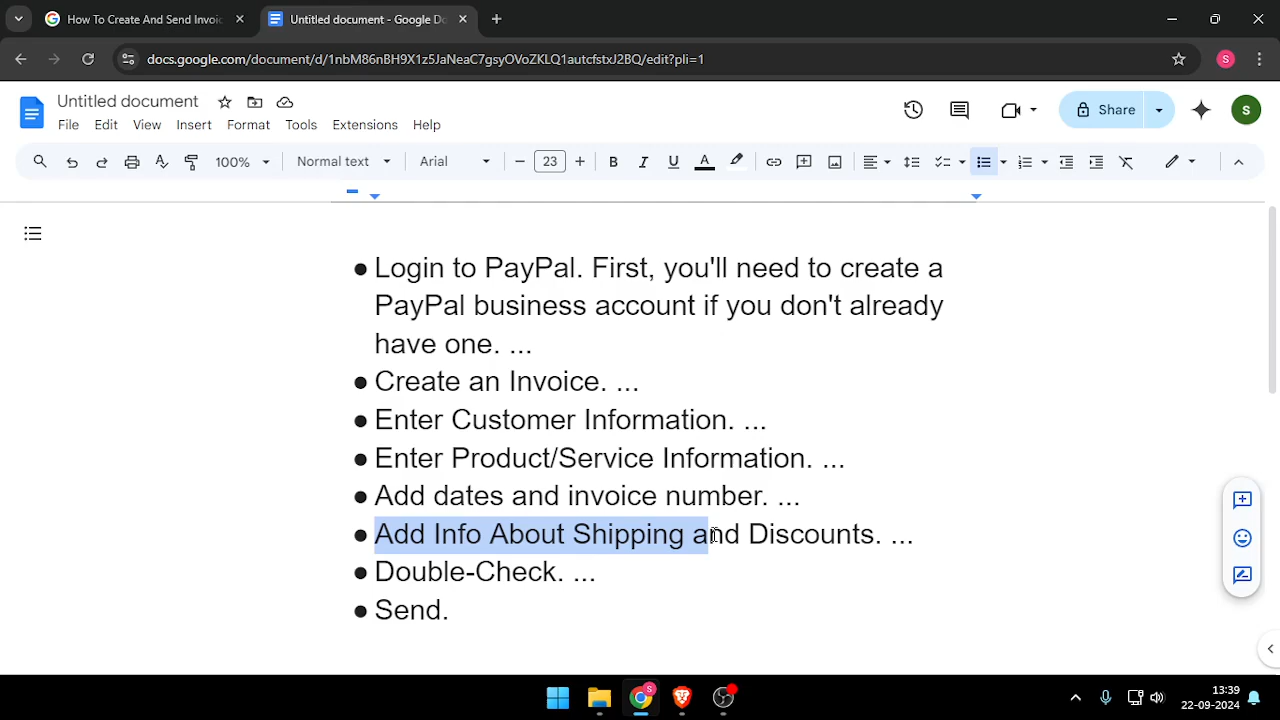 How To Create And Send Invoic
Untitled document - Google Do
docs.google.com/document/d/1nbM86nBH9X1z5JaNeaC7gsyOVoZKLQ1autcfstxJ2BQ/edit?pli=1
S
Untitled document
File Edit View Insert Format Tools Extensions Help
Share
S
100% Normal text Arial 23 B I U A
● Login to PayPal. First, you'll need to create a
PayPal business account if you don't already
have one. ...
● Create an Invoice. ...
● Enter Customer Information. ...
● Enter Product/Service Information. ...
● Add dates and invoice number. ...
● Add Info About Shipping and Discounts. ...
● Double-Check. ...
● Send.
13:39
22-09-2024